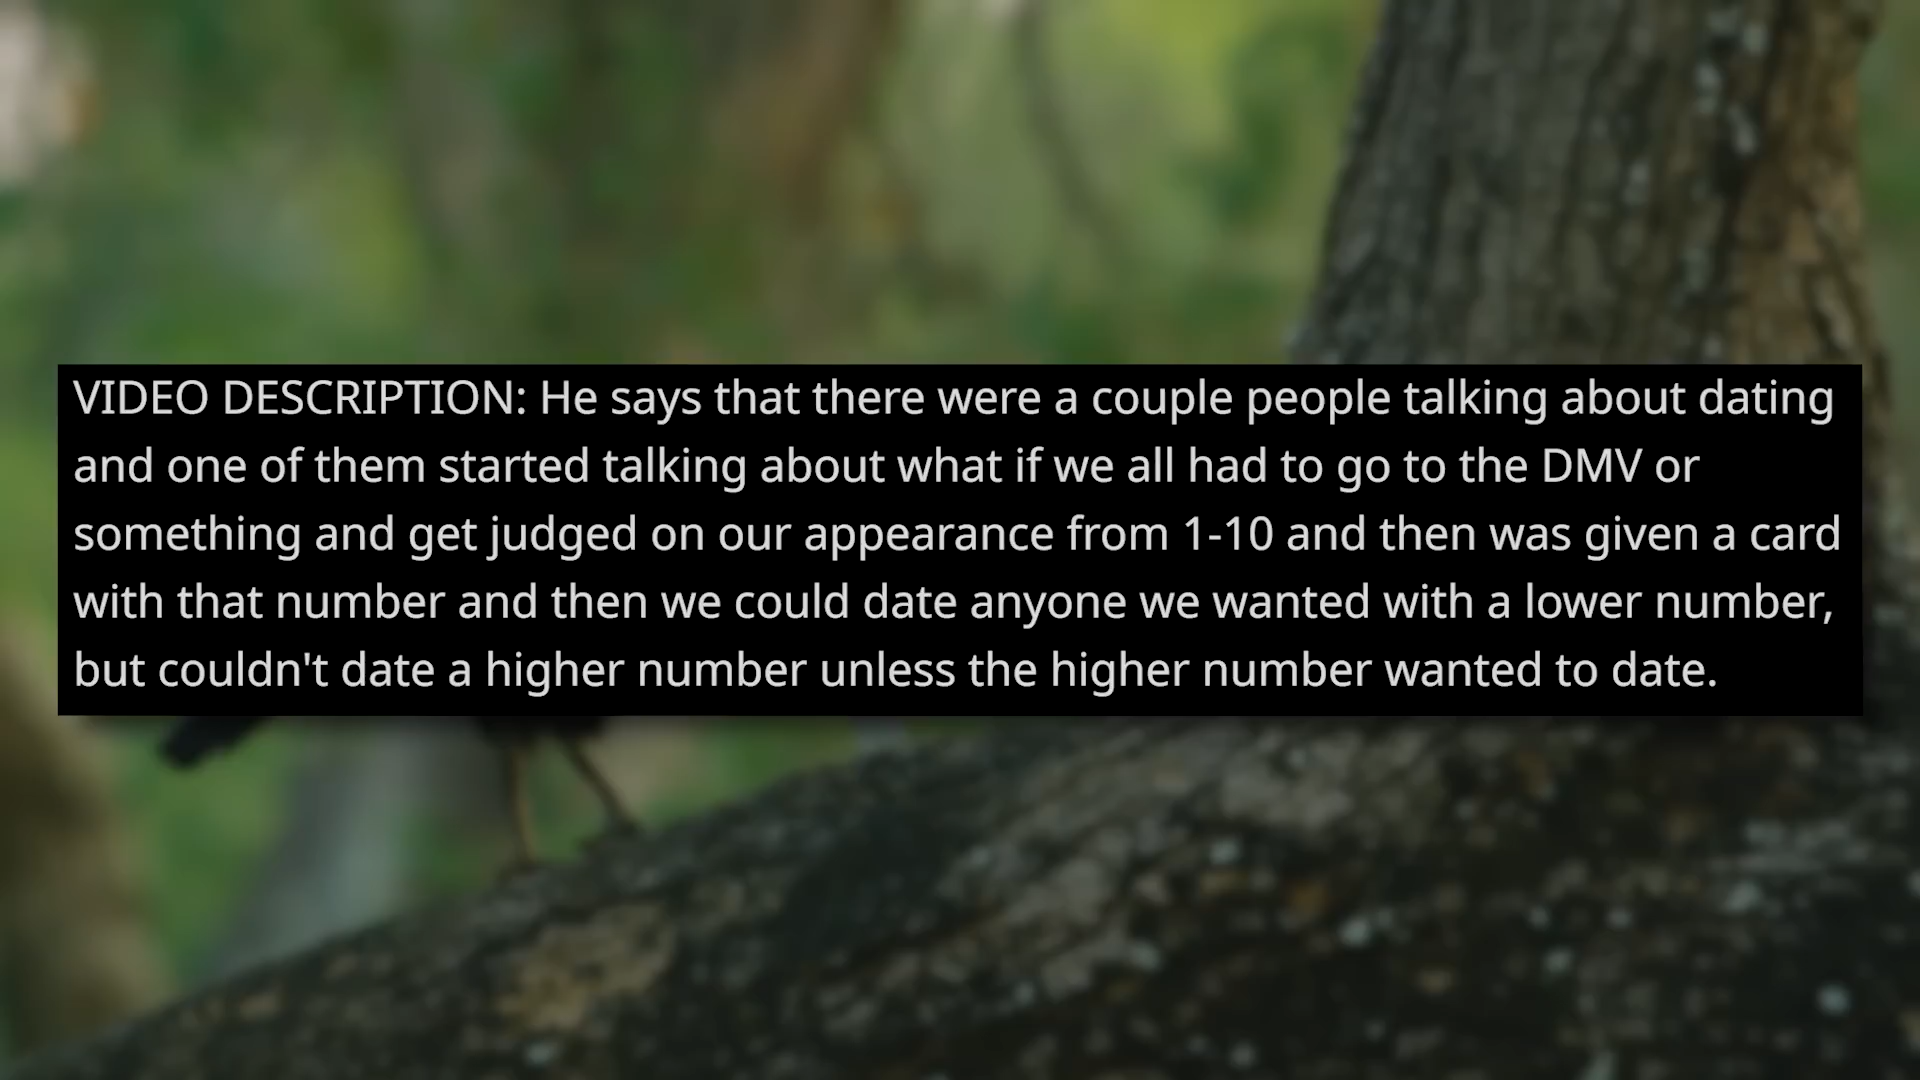 VIDEO DESCRIPTION: He says that there were a couple people talking about dating
and one of them started talking about what if we all had to go to the DMV or
something and get judged on our appearance from 1-10 and then was given a card
with that number and then we could date anyone we wanted with a lower number,
but couldn't date a higher number unless the higher number wanted to date.